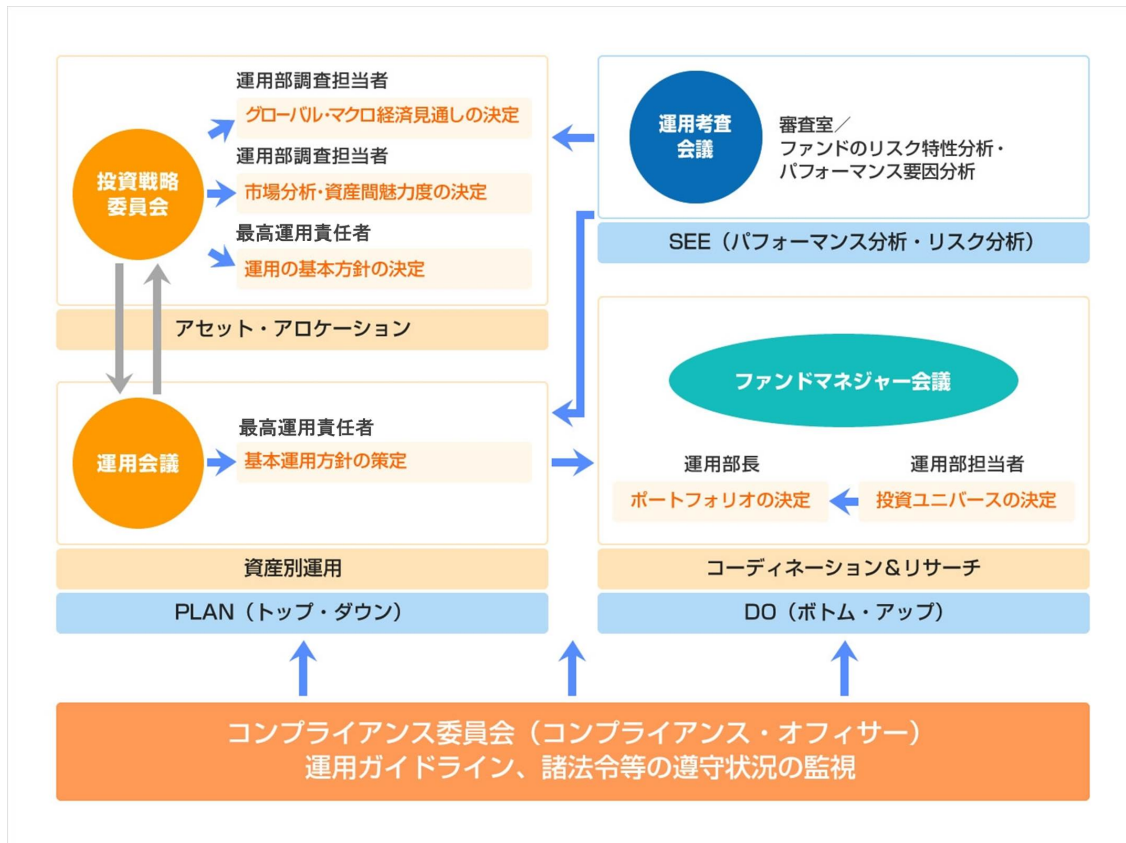 運用部調査担当者
グローバル・マクロ経済見通しの決定
投資戦略
委員会
運用部調査担当者
市場分析・資産間魅力度の決定
最高運用責任者
運用の基本方針の決定
アセット・アロケーション
運用考査
会議
審査室／
ファンドのリスク特性分析・
パフォーマンス要因分析
SEE（パフォーマンス分析・リスク分析）
運用会議
最高運用責任者
基本運用方針の策定
資産別運用
PLAN（トップ・ダウン）
ファンドマネジャー会議
運用部長
ポートフォリオの決定
運用部担当者
投資ユニバースの決定
コーディネーション＆リサーチ
DO（ボトム・アップ）
コンプライアンス委員会（コンプライアンス・オフィサー）
運用ガイドライン、諸法令等の遵守状況の監視